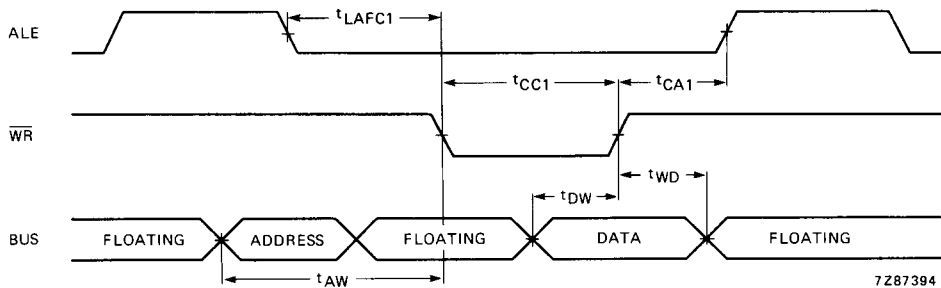 ALE
tLAFC1
tCC1
tCA1
WR
tDW
tWD
BUS
FLOATING
ADDRESS
FLOATING
DATA
FLOATING
tAW
7Z87394